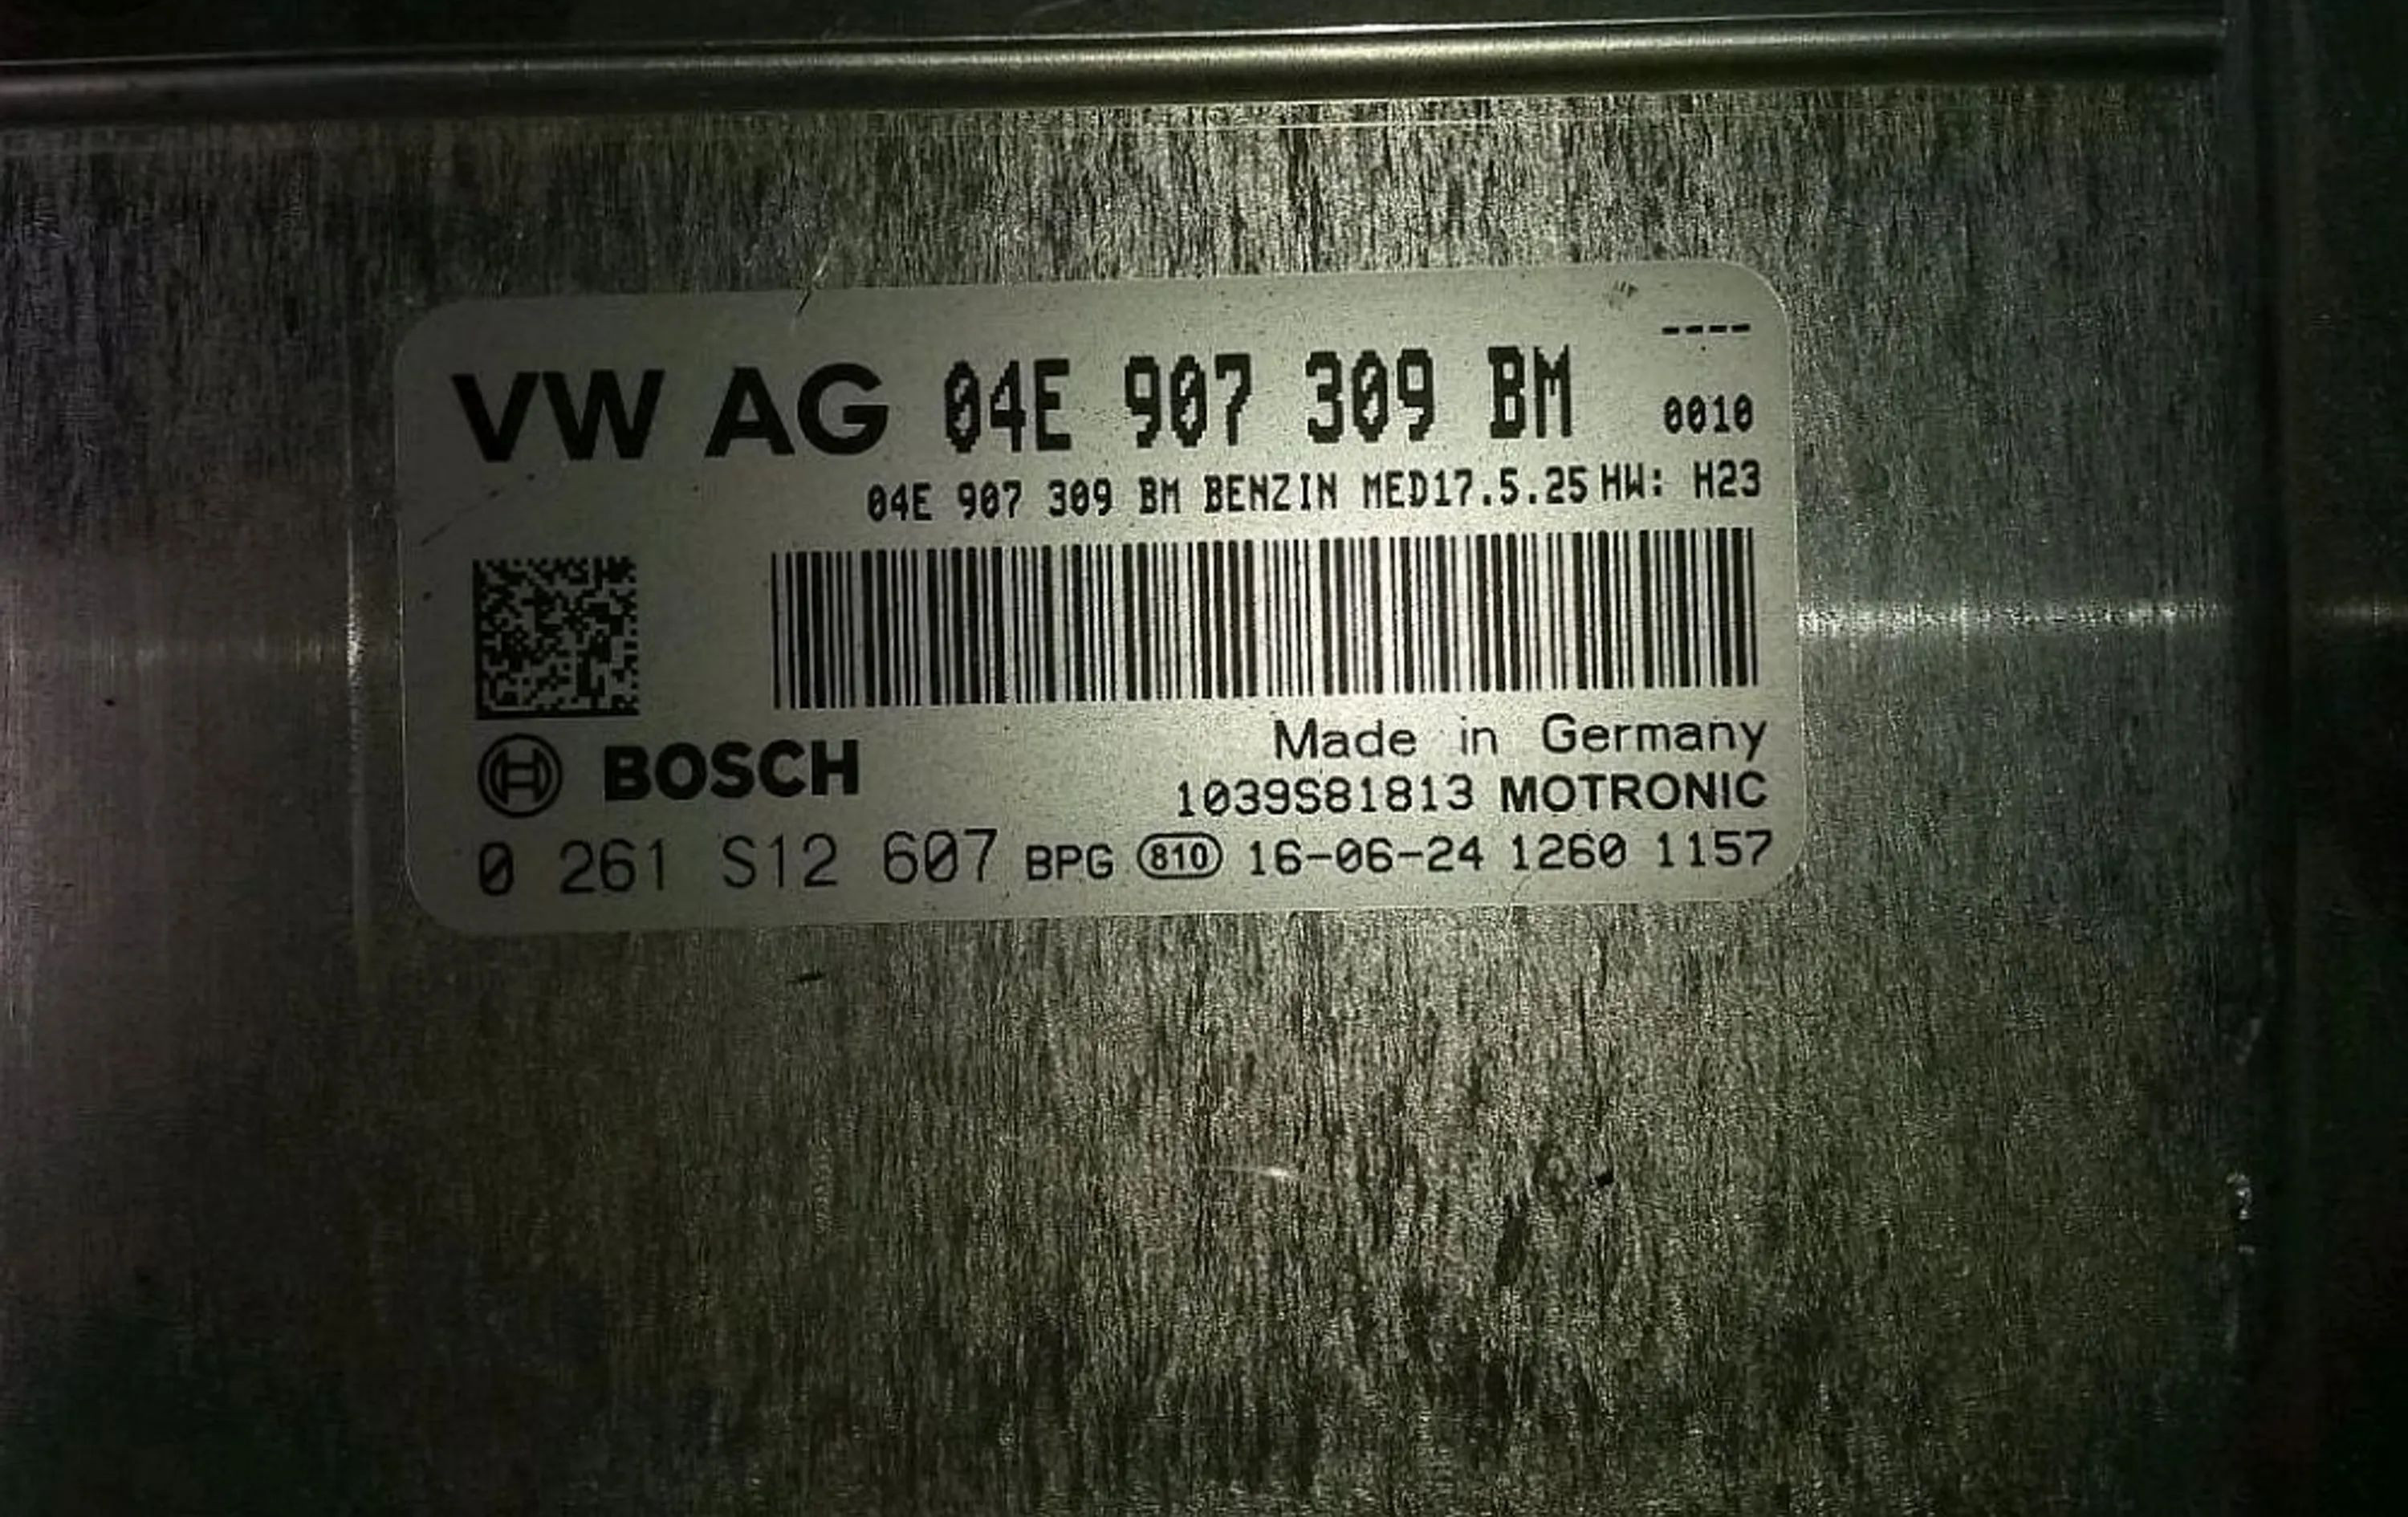 ----
VW AG 04E 907 309 BM 0010
04E 907 309 BM BENZIN MED17.5.25 HW: H23
BOSCH
Made in Germany
1039S81813 MOTRONIC
0 261 S12 607 BPG 810 16-06-24 1260 1157